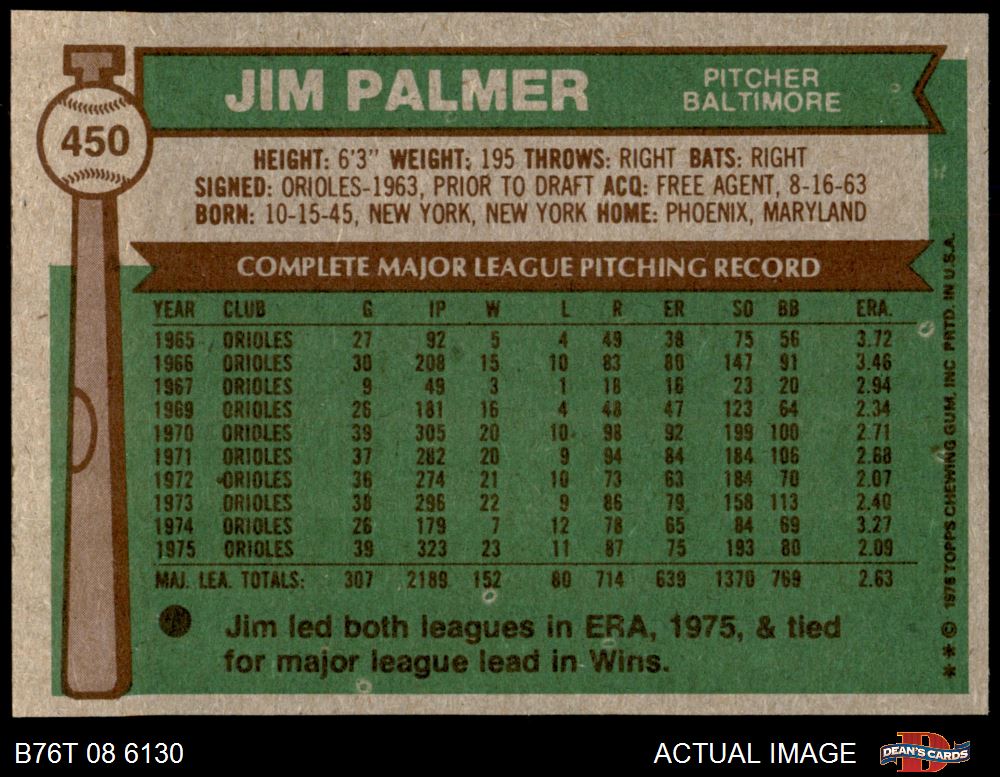 JIM PALMER
PITCHER
BALTIMORE
450
HEIGHT: 6'3" WEIGHT: 195 THROWS: RIGHT BATS: RIGHT
SIGNED: ORIOLES-1963, PRIOR TO DRAFT ACQ: FREE AGENT, 8-16-63
BORN: 10-15-45, NEW YORK, NEW YORK HOME: PHOENIX, MARYLAND
COMPLETE MAJOR LEAGUE PITCHING RECORD
YEAR CLUB G IP W L R ER SO BB ERA.
1965 ORIOLES 27 92 5 4 49 38 75 56 3.72
1966 ORIOLES 30 208 15 10 83 80 147 91 3.46
1967 ORIOLES 9 49 3 1 18 16 23 20 2.94
1969 ORIOLES 26 181 16 4 48 47 123 64 2.34
1970 ORIOLES 39 305 20 10 98 92 199 100 2.71
1971 ORIOLES 37 282 20 9 94 84 184 106 2.68
1972 ORIOLES 36 274 21 10 73 63 184 70 2.07
1973 ORIOLES 38 296 22 9 86 79 158 113 2.40
1974 ORIOLES 26 179 7 12 78 65 84 69 3.27
1975 ORIOLES 39 323 23 11 87 75 193 80 2.09
MAJ. LEA. TOTALS: 307 2189 152 80 714 639 1370 769 2.63
Jim led both leagues in ERA, 1975, & tied
for major league lead in Wins.
**© 1976 TOPPS CHEWING GUM, INC PRTD. IN U.S.A.
B76T 08 6130
ACTUAL IMAGE
D
DEAN'S CARDS